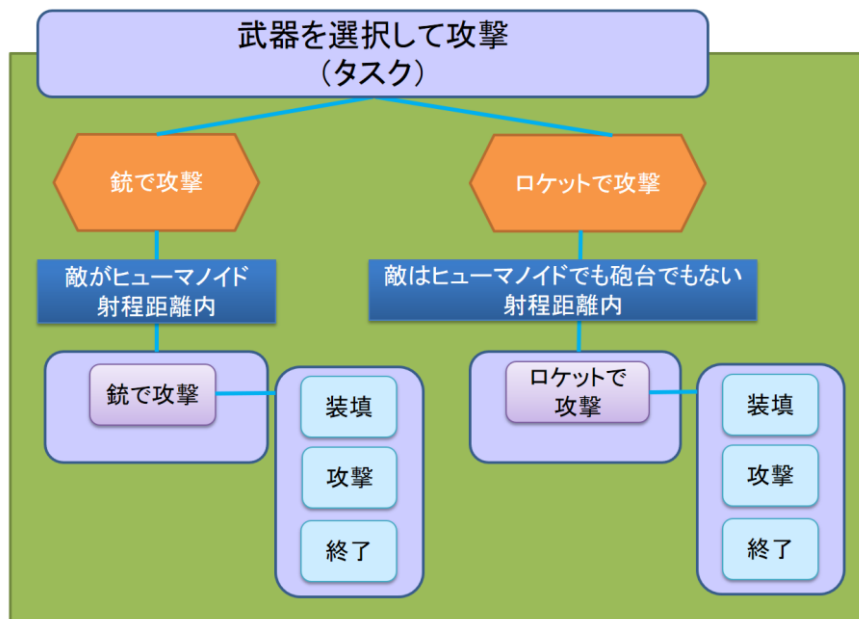 武器を選択して攻撃
（タスク）
銃で攻撃
ロケットで攻撃
敵がヒューマノイド
射程距離内
敵はヒューマノイドでも砲台でもない
射程距離内
銃で攻撃
装填
攻撃
終了
ロケットで
攻撃
装填
攻撃
終了